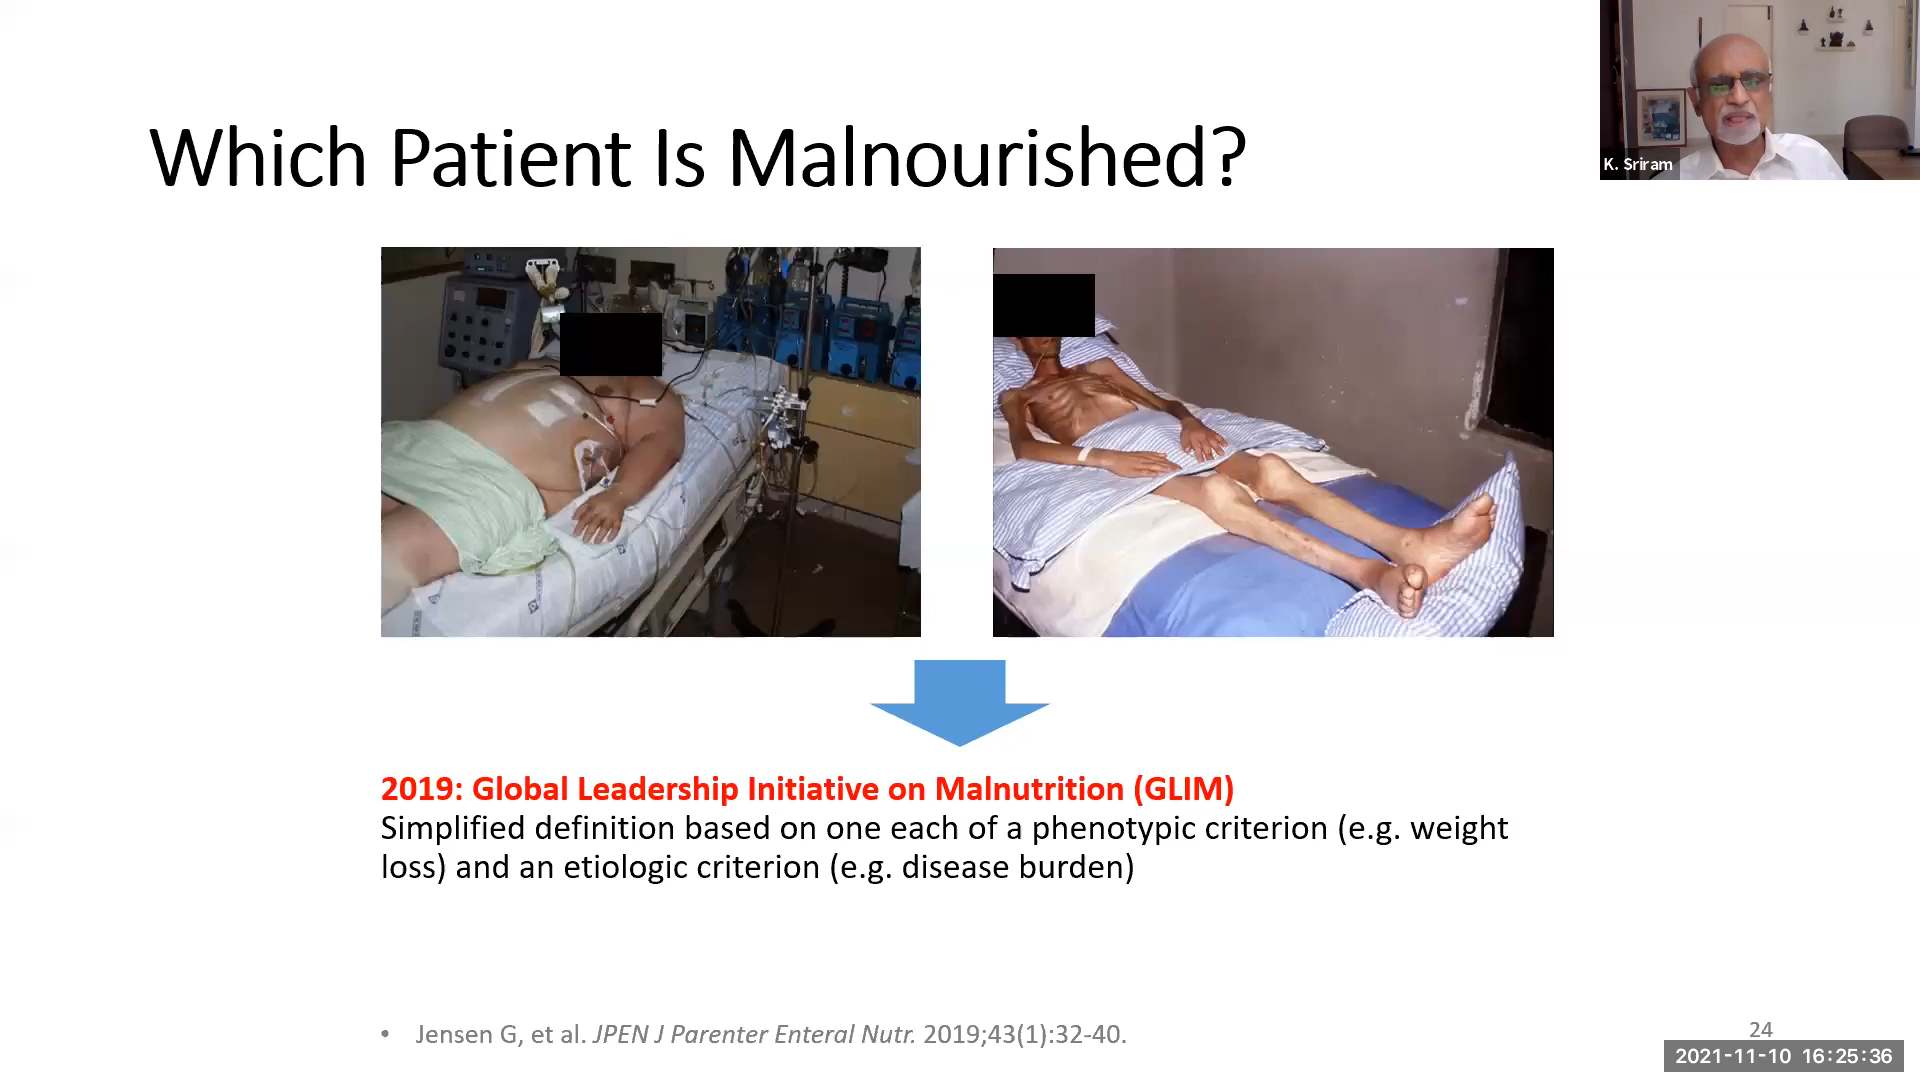 Which Patient Is Malnourished?
K. Sriram
2019: Global Leadership Initiative on Malnutrition (GLIM)
Simplified definition based on one each of a phenotypic criterion (e.g. weight
loss) and an etiologic criterion (e.g. disease burden)
• Jensen G, et al. JPEN J Parenter Enteral Nutr. 2019;43(1):32-40.
24
2021-11-10 16:25:36